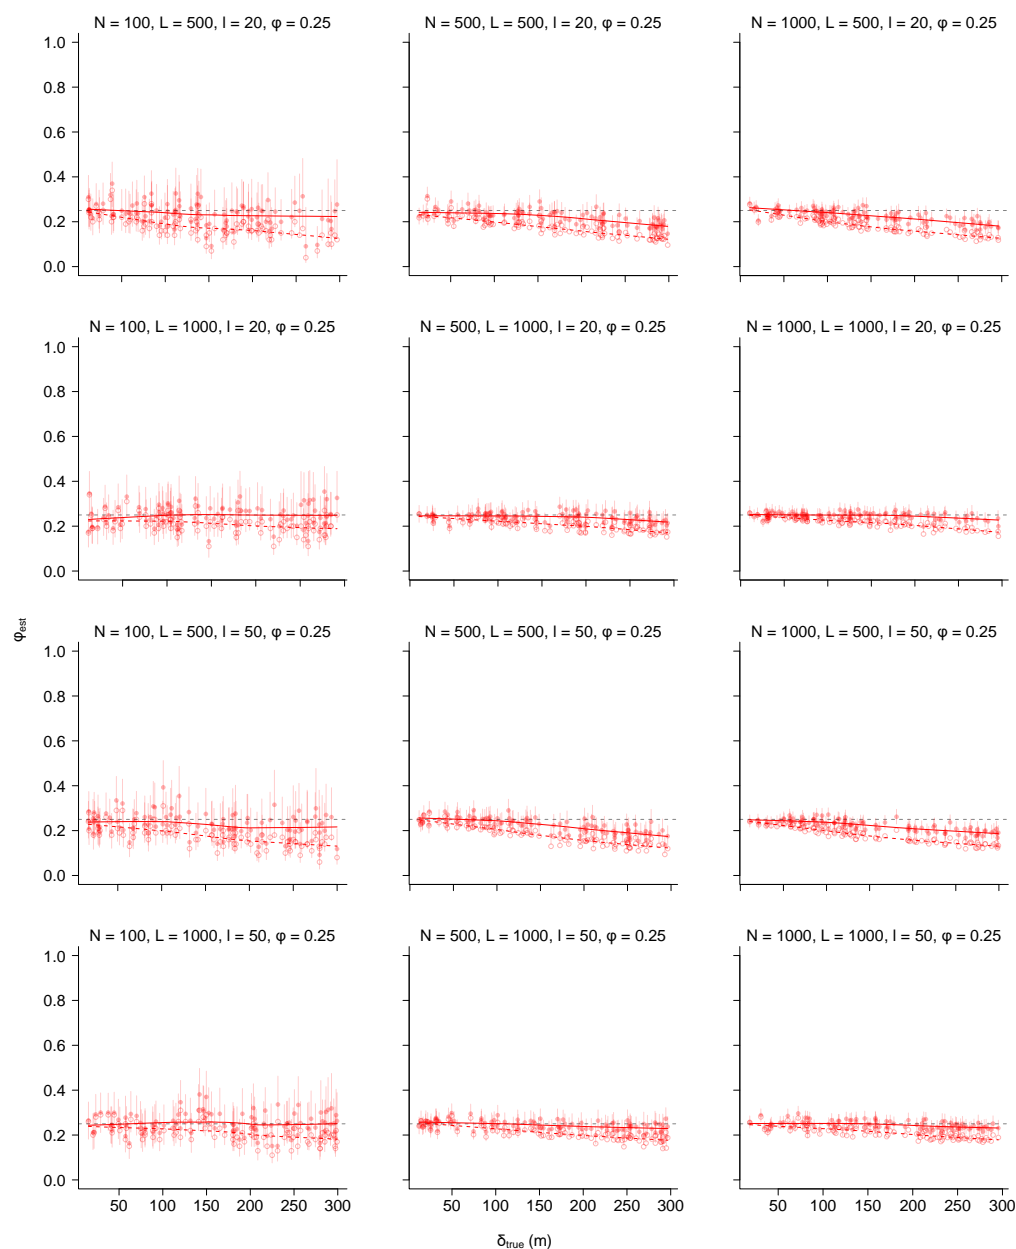 N = 100, L = 500, l = 20, φ = 0.25
N = 500, L = 500, l = 20, φ = 0.25
N = 1000, L = 500, l = 20, φ = 0.25
1.0
0.8
0.6
0.4
0.2
0.0
N = 100, L = 1000, l = 20, φ = 0.25
N = 500, L = 1000, l = 20, φ = 0.25
N = 1000, L = 1000, l = 20, φ = 0.25
1.0
0.8
0.6
0.4
0.2
0.0
φest
N = 100, L = 500, l = 50, φ = 0.25
N = 500, L = 500, l = 50, φ = 0.25
N = 1000, L = 500, l = 50, φ = 0.25
1.0
0.8
0.6
0.4
0.2
0.0
N = 100, L = 1000, l = 50, φ = 0.25
N = 500, L = 1000, l = 50, φ = 0.25
N = 1000, L = 1000, l = 50, φ = 0.25
1.0
0.8
0.6
0.4
0.2
0.0
50 100 150 200 250 300
50 100 150 200 250 300
50 100 150 200 250 300
δtrue (m)